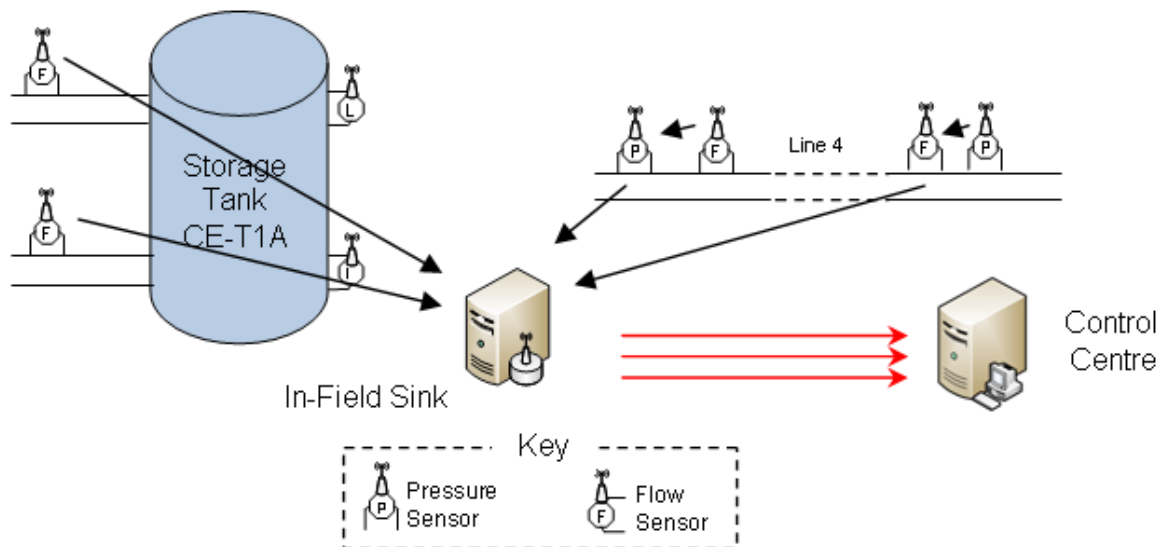 F
L
Storage
Tank
CE-T1A
F
I
P
F
Line 4
F
P
In-Field Sink
Control
Centre
Key
P
Pressure
Sensor
F
Flow
Sensor